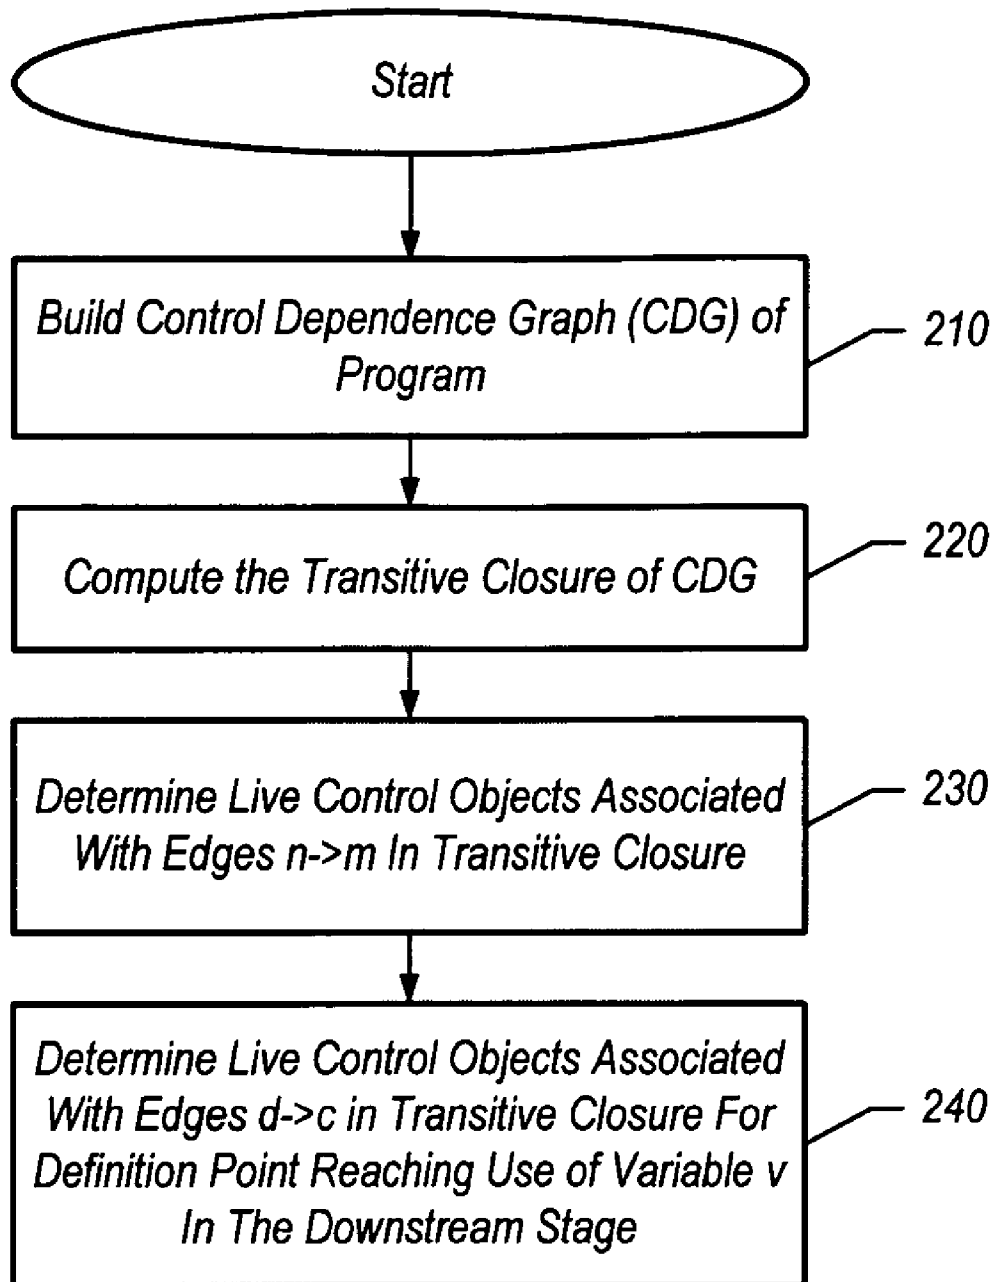 Start
Build Control Dependence Graph (CDG) of
Program
210
Compute the Transitive Closure of CDG
220
Determine Live Control Objects Associated
With Edges n->m In Transitive Closure
230
Determine Live Control Objects Associated
With Edges d->c in Transitive Closure For
Definition Point Reaching Use of Variable v
In The Downstream Stage
240